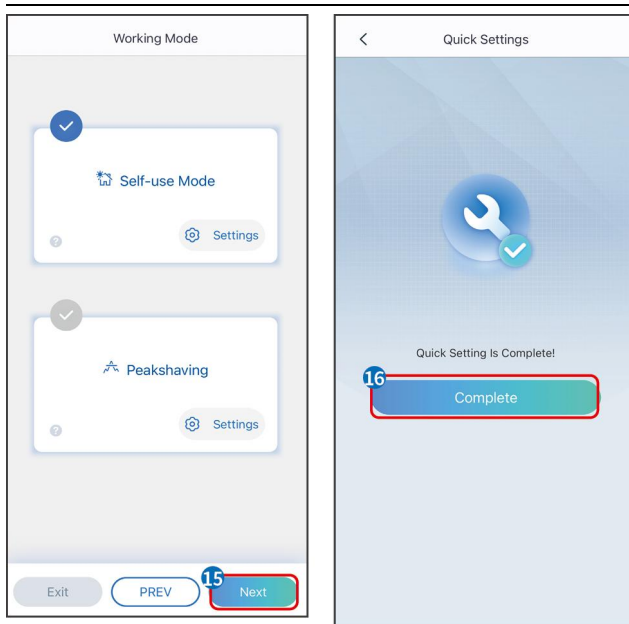 Working Mode
Self-use Mode
? Settings
Peakshaving
? Settings
Exit PREV 15 Next
< Quick Settings
Quick Setting Is Complete!
16
Complete